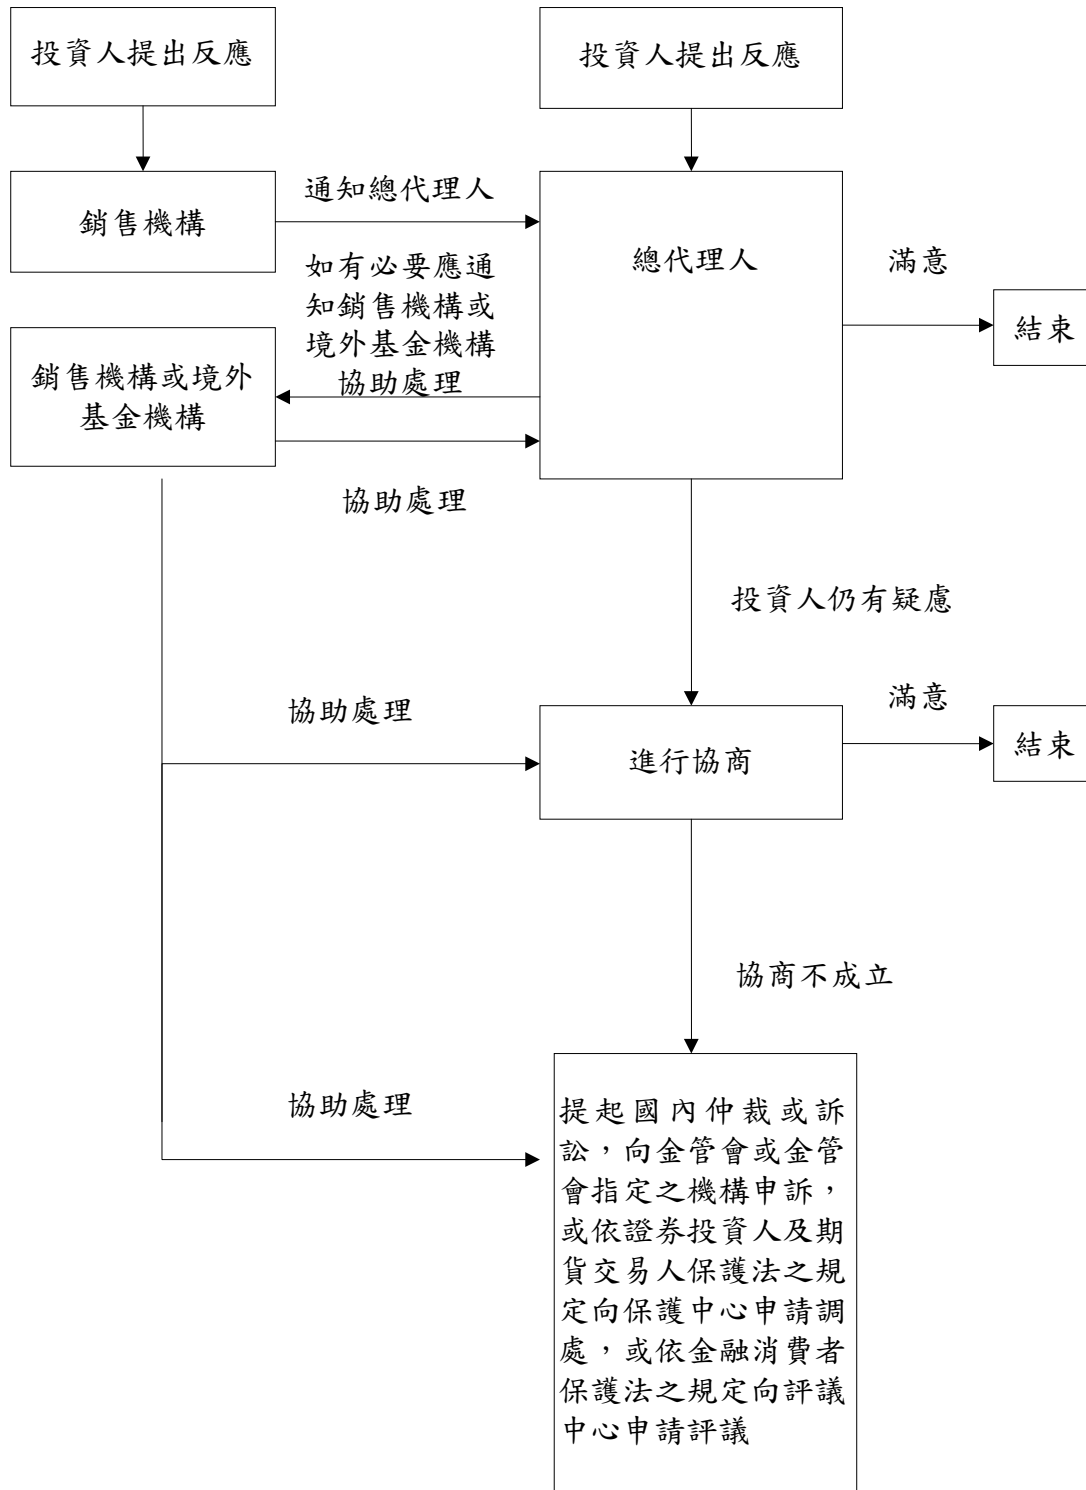 投資人提出反應
投資人提出反應
銷售機構
通知總代理人
總代理人
滿意
結束
如有必要應通
知銷售機構或
境外基金機構
協助處理
銷售機構或境外
基金機構
協助處理
投資人仍有疑慮
協助處理
進行協商
滿意
結束
協商不成立
協助處理
提起國內仲裁或訴
訟，向金管會或金管
會指定之機構申訴，
或依證券投資人及期
貨交易人保護法之規
定向保護中心申請調
處，或依金融消費者
保護法之規定向評議
中心申請評議